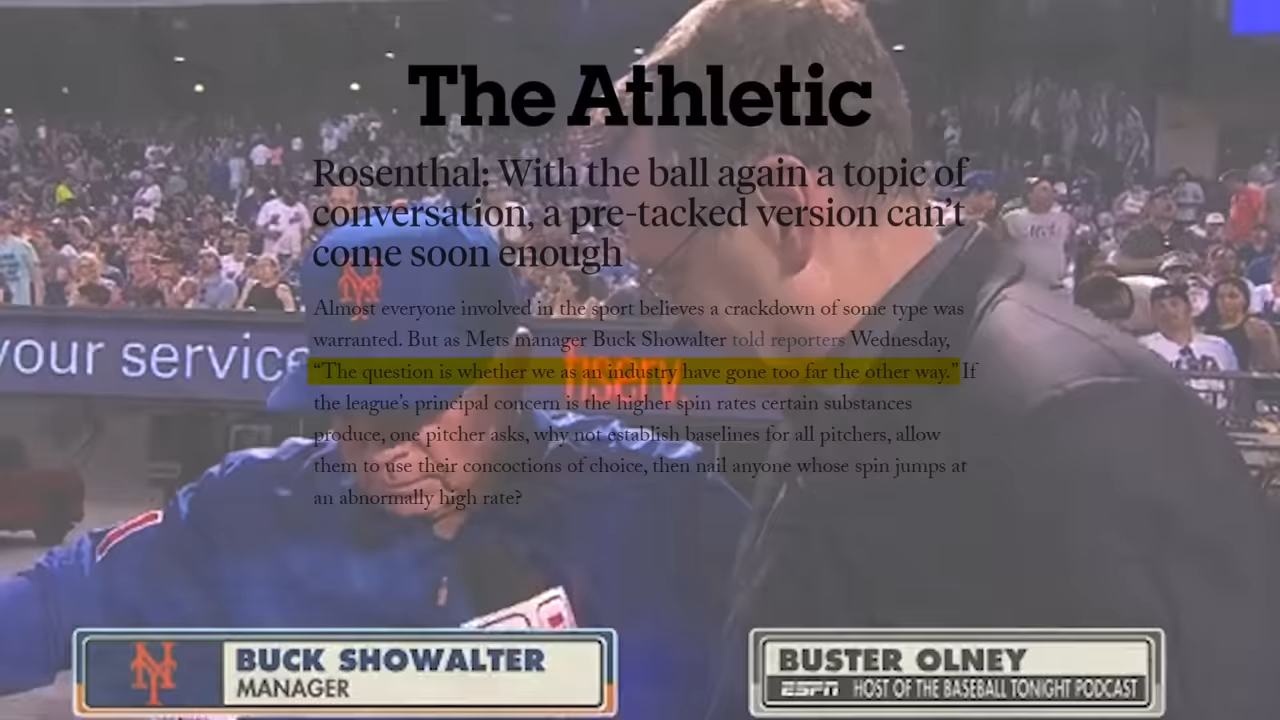 The Athletic
Rosenthal: With the ball again a topic of
conversation, a pre-tacked version can't
come soon enough
Almost everyone involved in the sport believes a crackdown of some type was
warranted. But as Mets manager Buck Showalter told reporters Wednesday,
“The question is whether we as an industry have gone too far the other way.” If
the league's principal concern is the higher spin rates certain substances
produce, one pitcher asks, why not establish baselines for all pitchers, allow
them to use their concoctions of choice, then nail anyone whose spin jumps at
an abnormally high rate?
your service
NY
BUCK SHOWALTER
MANAGER
BUSTER OLNEY
ESPN HOST OF THE BASEBALL TONIGHT PODCAST